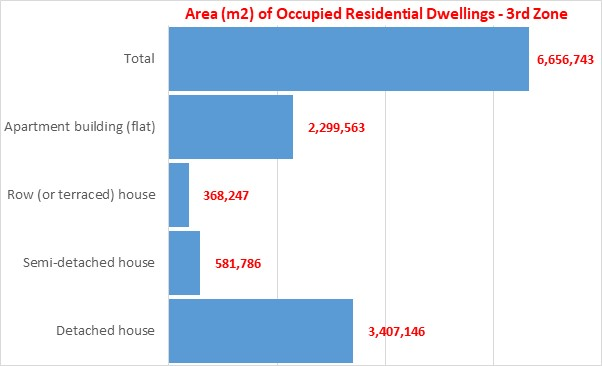 Area (m2) of Occupied Residential Dwellings - 3rd Zone
Total 6,656,743
Apartment building (flat) 2,299,563
Row (or terraced) house 368,247
Semi-detached house 581,786
Detached house 3,407,146